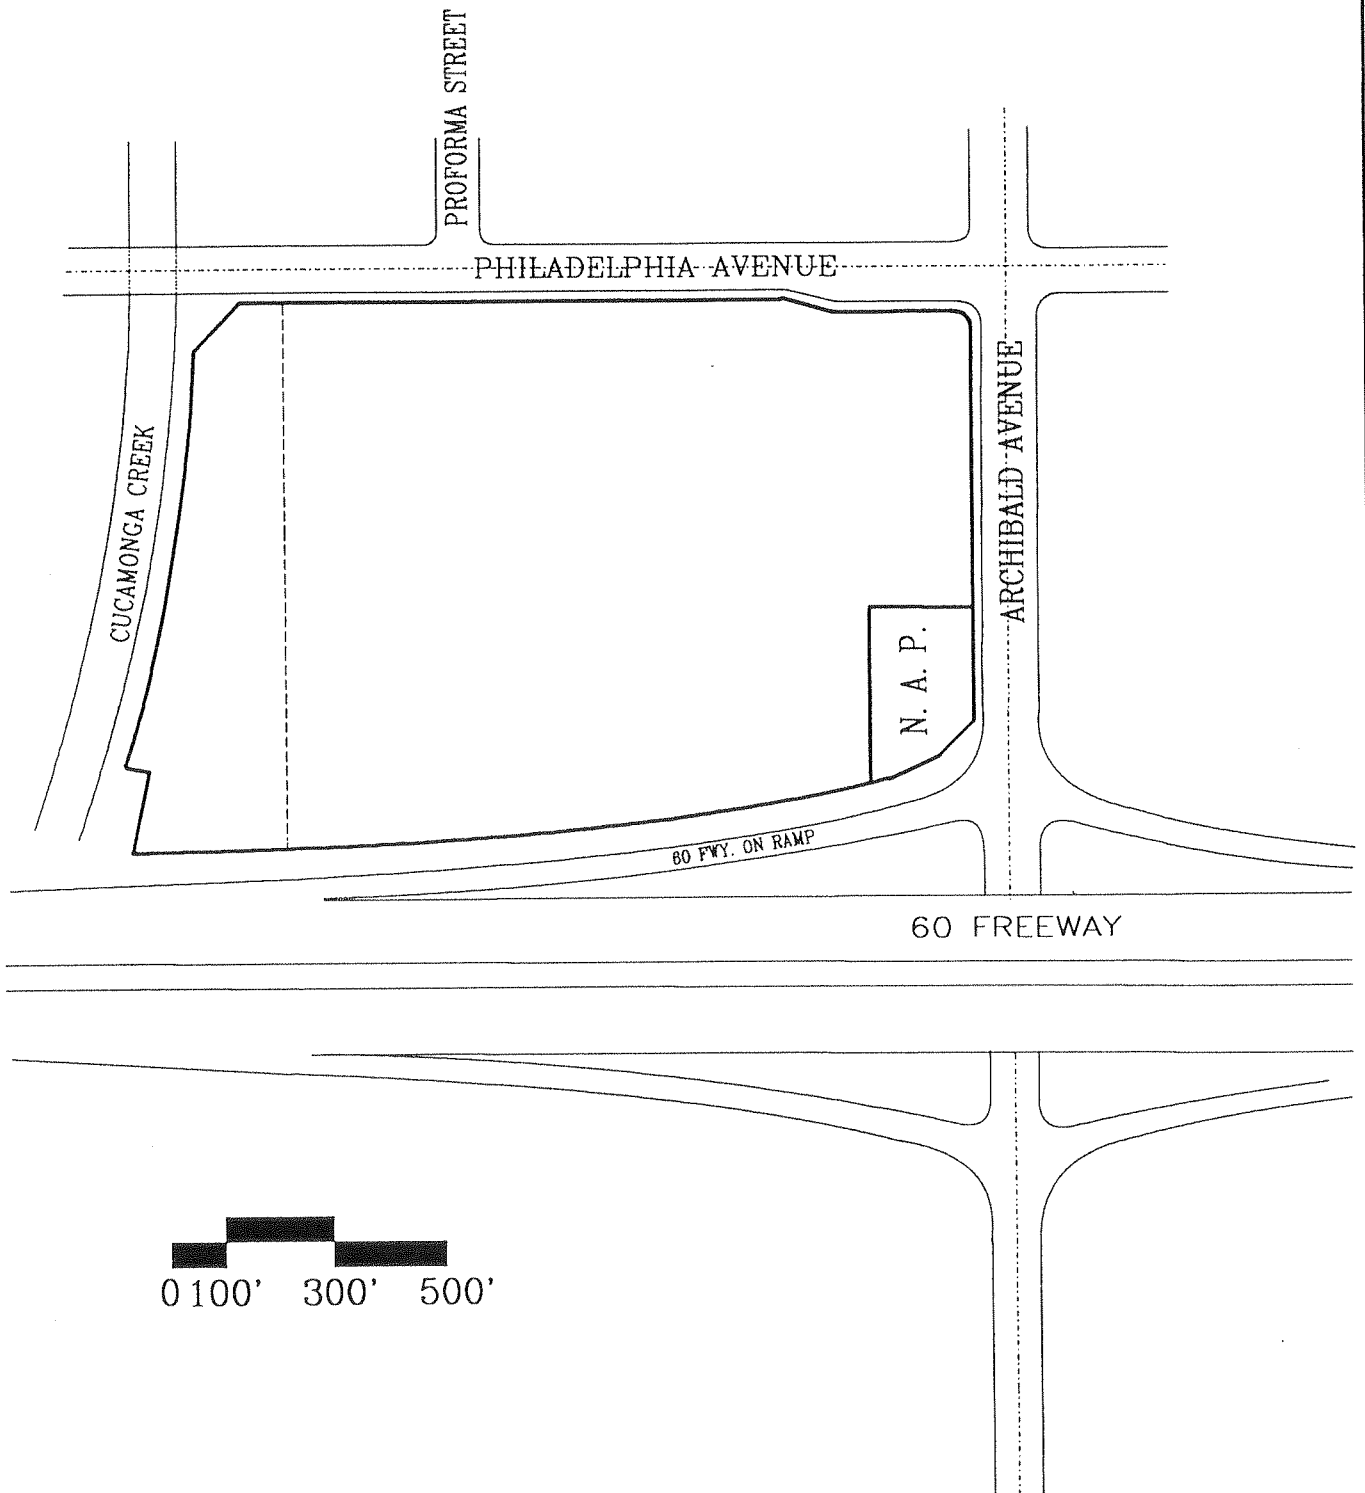 PROFORMA STREET
PHILADELPHIA AVENUE
ARCHIBALD AVENUE
CUCAMONGA CREEK
N. A. P.
60 FWY. ON RAMP
60 FREEWAY
0 100' 300' 500'